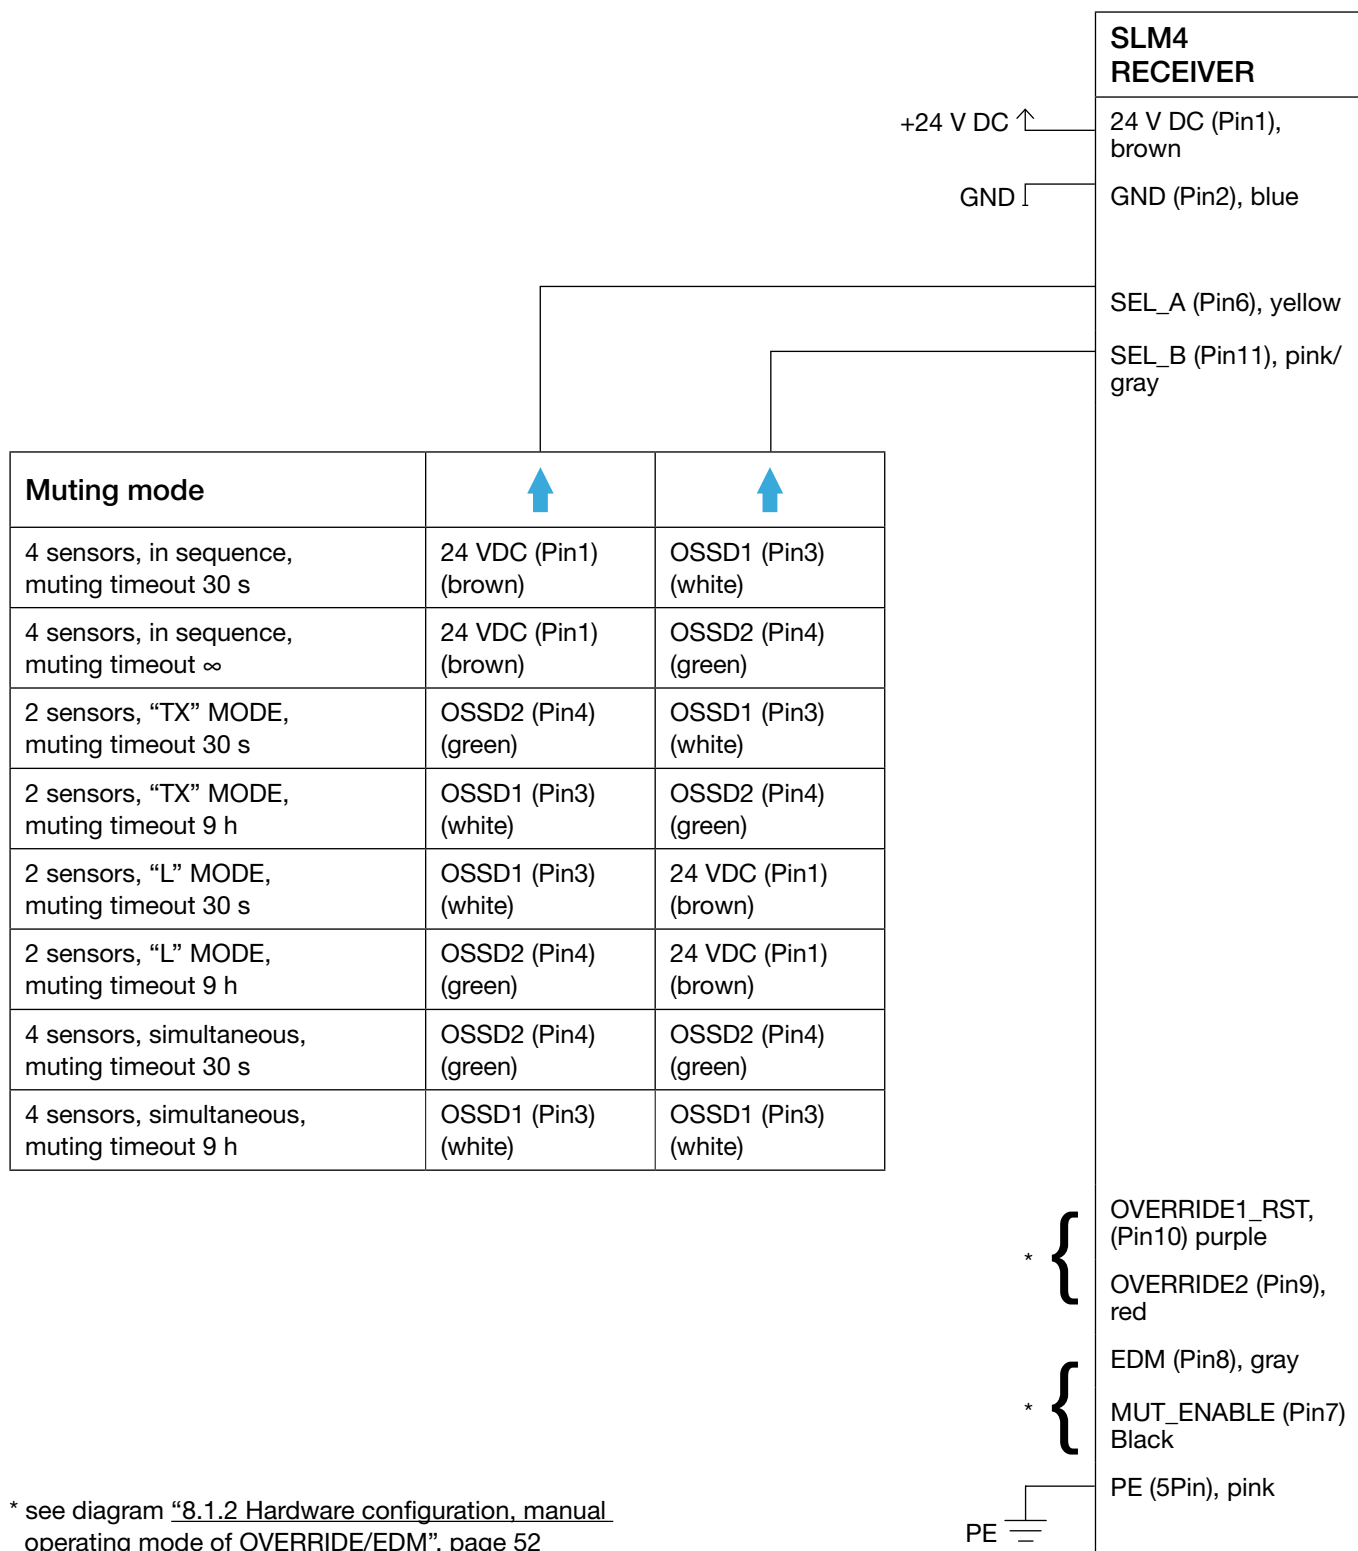 SLM4
RECEIVER
+24 V DC
24 V DC (Pin1),
brown
GND
GND (Pin2), blue
SEL_A (Pin6), yellow
SEL_B (Pin11), pink/
gray
Muting mode
4 sensors, in sequence,
muting timeout 30 s
24 VDC (Pin1)
(brown)
OSSD1 (Pin3)
(white)
4 sensors, in sequence,
muting timeout ∞
24 VDC (Pin1)
(brown)
OSSD2 (Pin4)
(green)
2 sensors, “TX” MODE,
muting timeout 30 s
OSSD2 (Pin4)
(green)
OSSD1 (Pin3)
(white)
2 sensors, “TX” MODE,
muting timeout 9 h
OSSD1 (Pin3)
(white)
OSSD2 (Pin4)
(green)
2 sensors, “L” MODE,
muting timeout 30 s
OSSD1 (Pin3)
(white)
24 VDC (Pin1)
(brown)
2 sensors, “L” MODE,
muting timeout 9 h
OSSD2 (Pin4)
(green)
24 VDC (Pin1)
(brown)
4 sensors, simultaneous,
muting timeout 30 s
OSSD2 (Pin4)
(green)
OSSD2 (Pin4)
(green)
4 sensors, simultaneous,
muting timeout 9 h
OSSD1 (Pin3)
(white)
OSSD1 (Pin3)
(white)
*
OVERRIDE1_RST,
(Pin10) purple
OVERRIDE2 (Pin9),
red
*
EDM (Pin8), gray
MUT_ENABLE (Pin7)
Black
PE (5Pin), pink
PE
* see diagram “8.1.2 Hardware configuration, manual
operating mode of OVERRIDE/EDM”, page 52